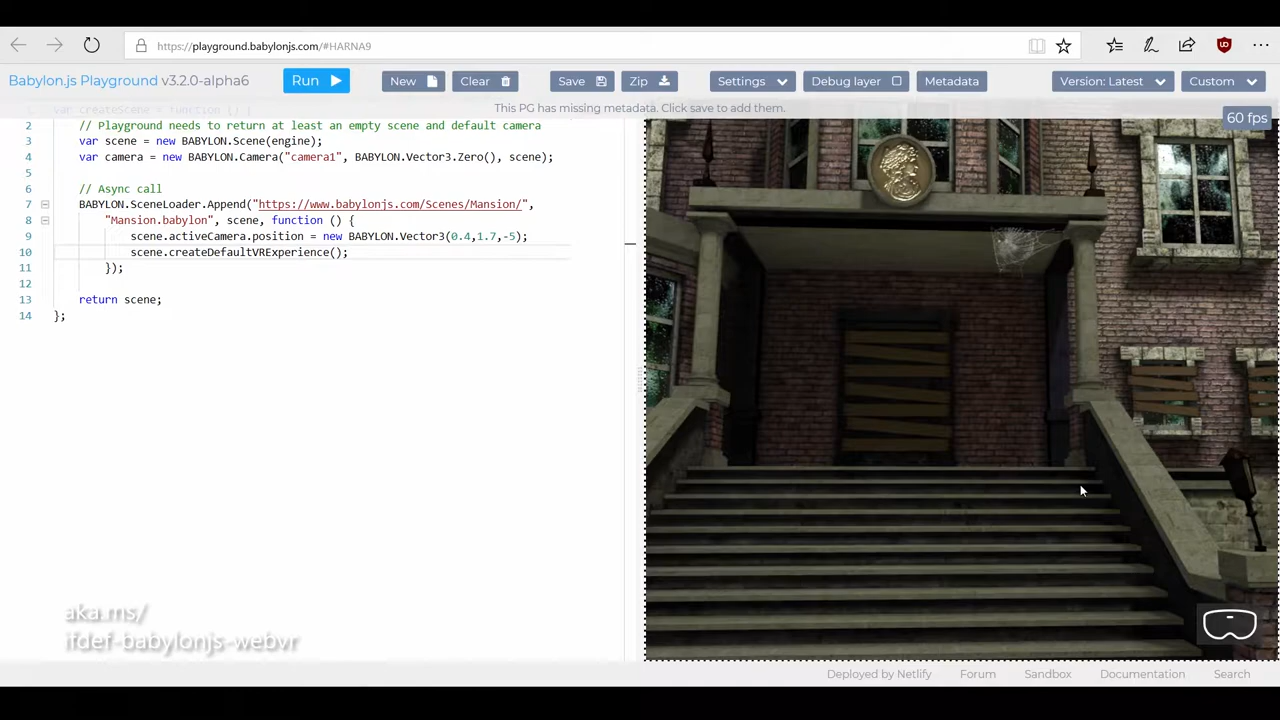 https://playground.babylonjs.com/#HARNA9
Babylon.js Playground v3.2.0-alpha6
Run
New
Clear
Save
Zip
Settings
Debug layer
Metadata
Version: Latest
Custom
This PG has missing metadata. Click save to add them.
60 fps
1 var createScene = function () {
2 // Playground needs to return at least an empty scene and default camera
3 var scene = new BABYLON.Scene(engine);
4 var camera = new BABYLON.Camera("camera1", BABYLON.Vector3.Zero(), scene);
5
6 // Async call
7 BABYLON.SceneLoader.Append("https://www.babylonjs.com/Scenes/Mansion/",
8 "Mansion.babylon", scene, function () {
9 scene.activeCamera.position = new BABYLON.Vector3(0.4,1.7,-5);
10 scene.createDefaultVRExperience();
11 });
12
13 return scene;
14 };
aka.ms/
ifdef-babylonjs-webvr
Deployed by Netlify
Forum
Sandbox
Documentation
Search